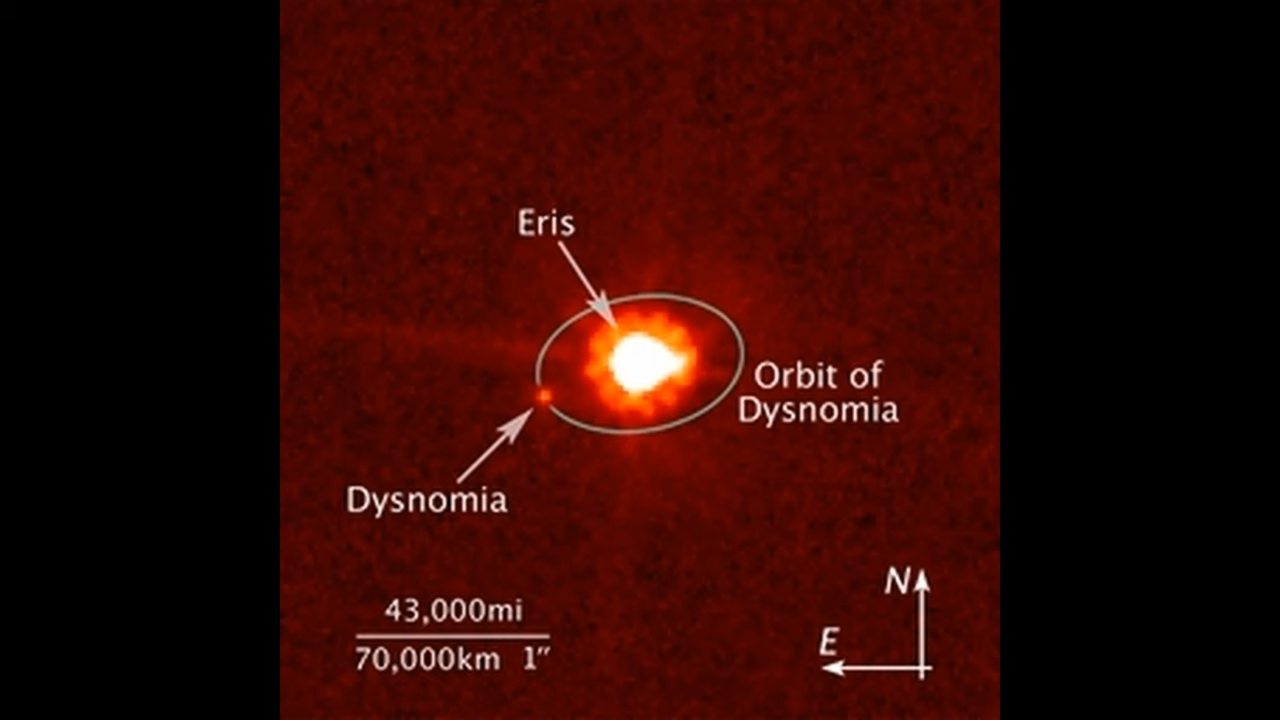 Eris
Orbit of
Dysnomia
Dysnomia
43,000mi
70,000km 1″
N
E